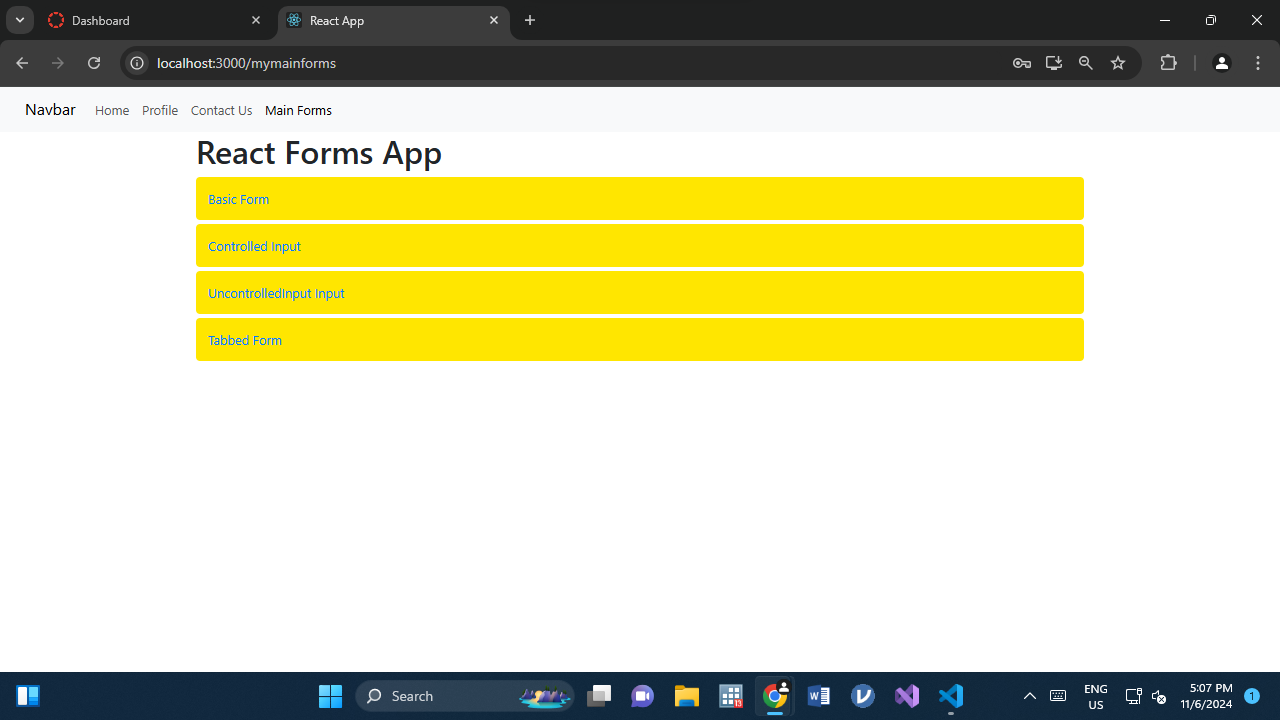 Dashboard
React App
localhost:3000/mymainforms
Navbar Home Profile Contact Us Main Forms
React Forms App
Basic Form
Controlled Input
UncontrolledInput Input
Tabbed Form
Search
13
ENG
US
5:07 PM
11/6/2024
1